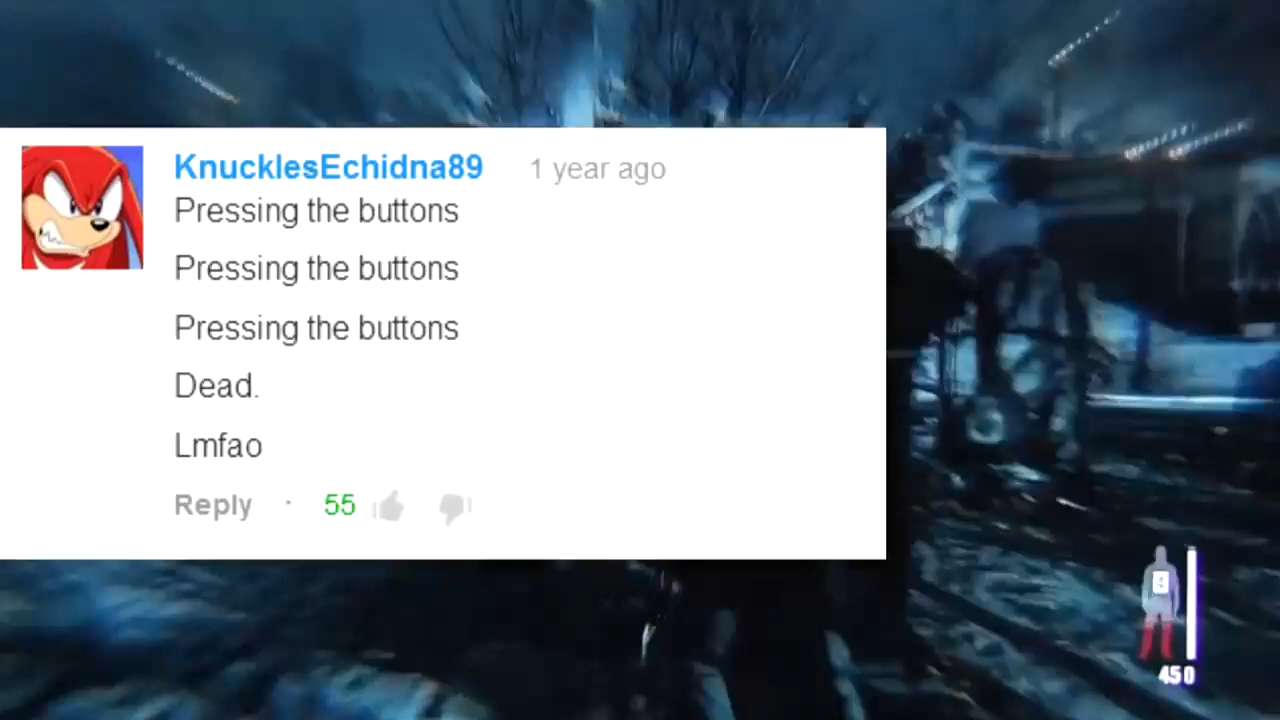 KnucklesEchidna89 1 year ago
Pressing the buttons
Pressing the buttons
Pressing the buttons
Dead.
Lmfao
Reply · 55
450